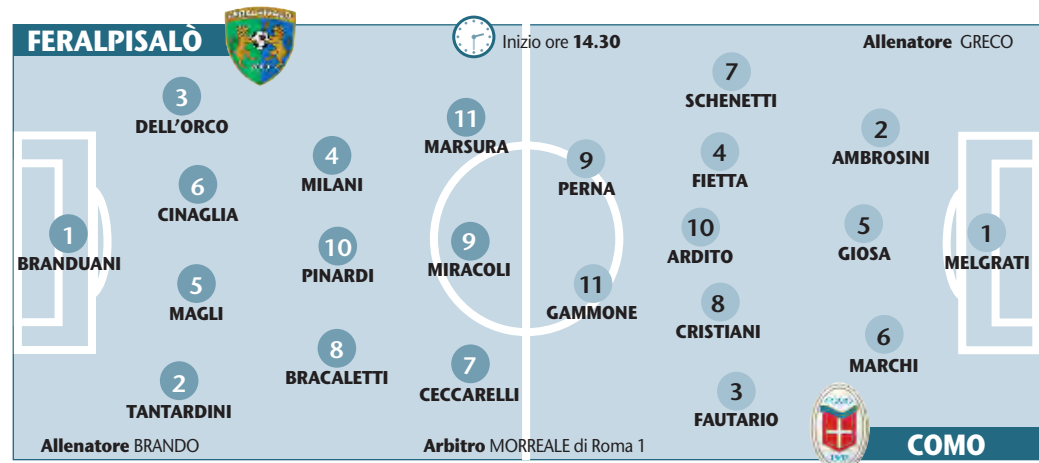 FERALPISALÒ
Inizio ore 14.30
Allenatore GRECO
3
DELL'ORCO
6
CINAGLIA
1
BRANDUANI
5
MAGLI
2
TANTARDINI
4
MILANI
10
PINARDI
8
BRACALETTI
11
MARSURA
9
MIRACOLI
7
CECCARELLI
9
PERNA
11
GAMMONE
7
SCHENETTI
4
FIETTA
10
ARDITO
8
CRISTIANI
3
FAUTARIO
2
AMBROSINI
5
GIOSA
6
MARCHI
1
MELGRATI
Allenatore BRANDO
Arbitro MORREALE di Roma 1
COMO